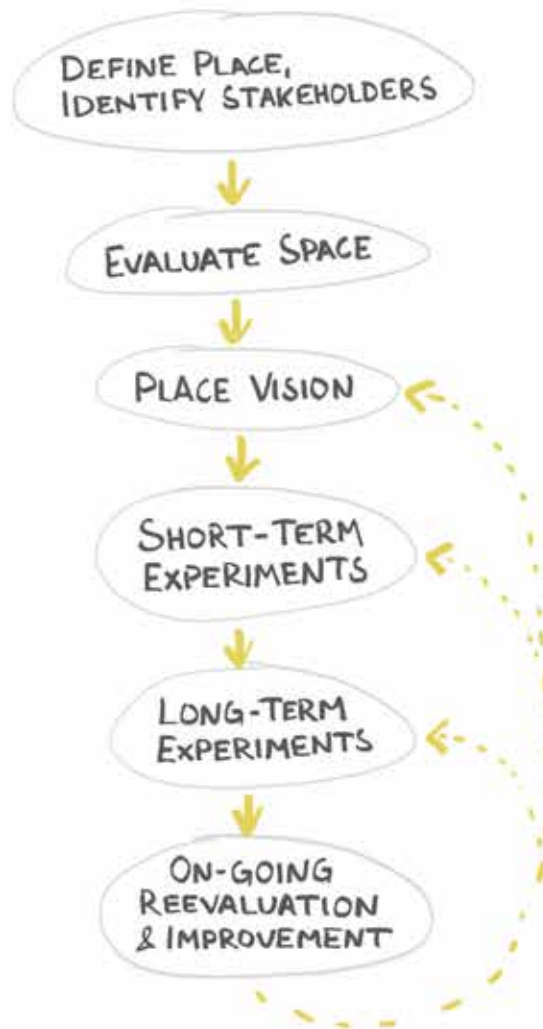 DEFINE PLACE,
IDENTIFY STAKEHOLDERS
EVALUATE SPACE
PLACE VISION
SHORT-TERM
EXPERIMENTS
LONG-TERM
EXPERIMENTS
ON-GOING
REEVALUATION
& IMPROVEMENT